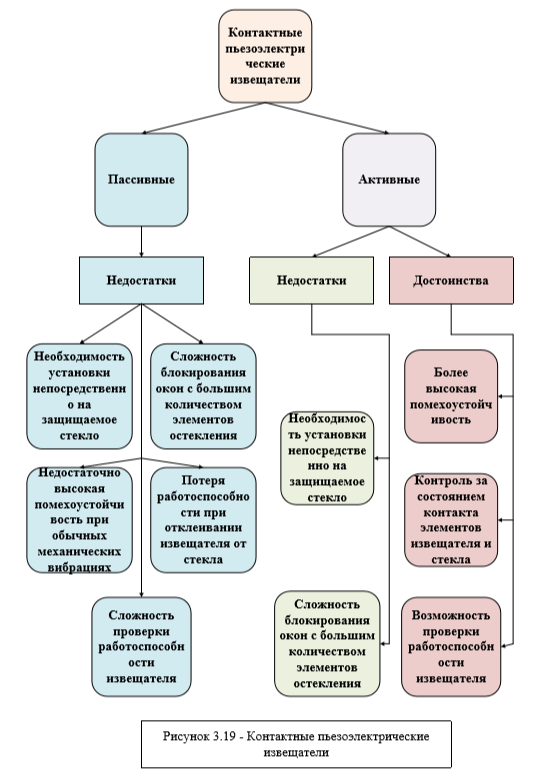 Контактные
пьезоэлектри
ческие
извещатели
Пассивные
Активные
Недостатки
Недостатки
Достоинства
Необходимость
установки
непосредственн
о на
защищаемое
стекло
Сложность
блокирования
окон с большим
количеством
элементов
остекления
Более
высокая
помехоустойч
ивость
Необходимос
ть установки
непосредстве
нно на
защищаемое
стекло
Недостаточно
высокая
помехоустойчи
вость при
обычных
механических
вибрациях
Потеря
работоспособно
сти при
отклеивании
извещателя от
стекла
Контроль за
состоянием
контакта
элементов
извещателя и
стекла
Сложность
проверки
работоспособн
ости
извещателя
Сложность
блокирования
окон с большим
количеством
элементов
остекления
Возможность
проверки
работоспособн
ости
извещателя
Рисунок 3.19 - Контактные пьезоэлектрические
извещатели